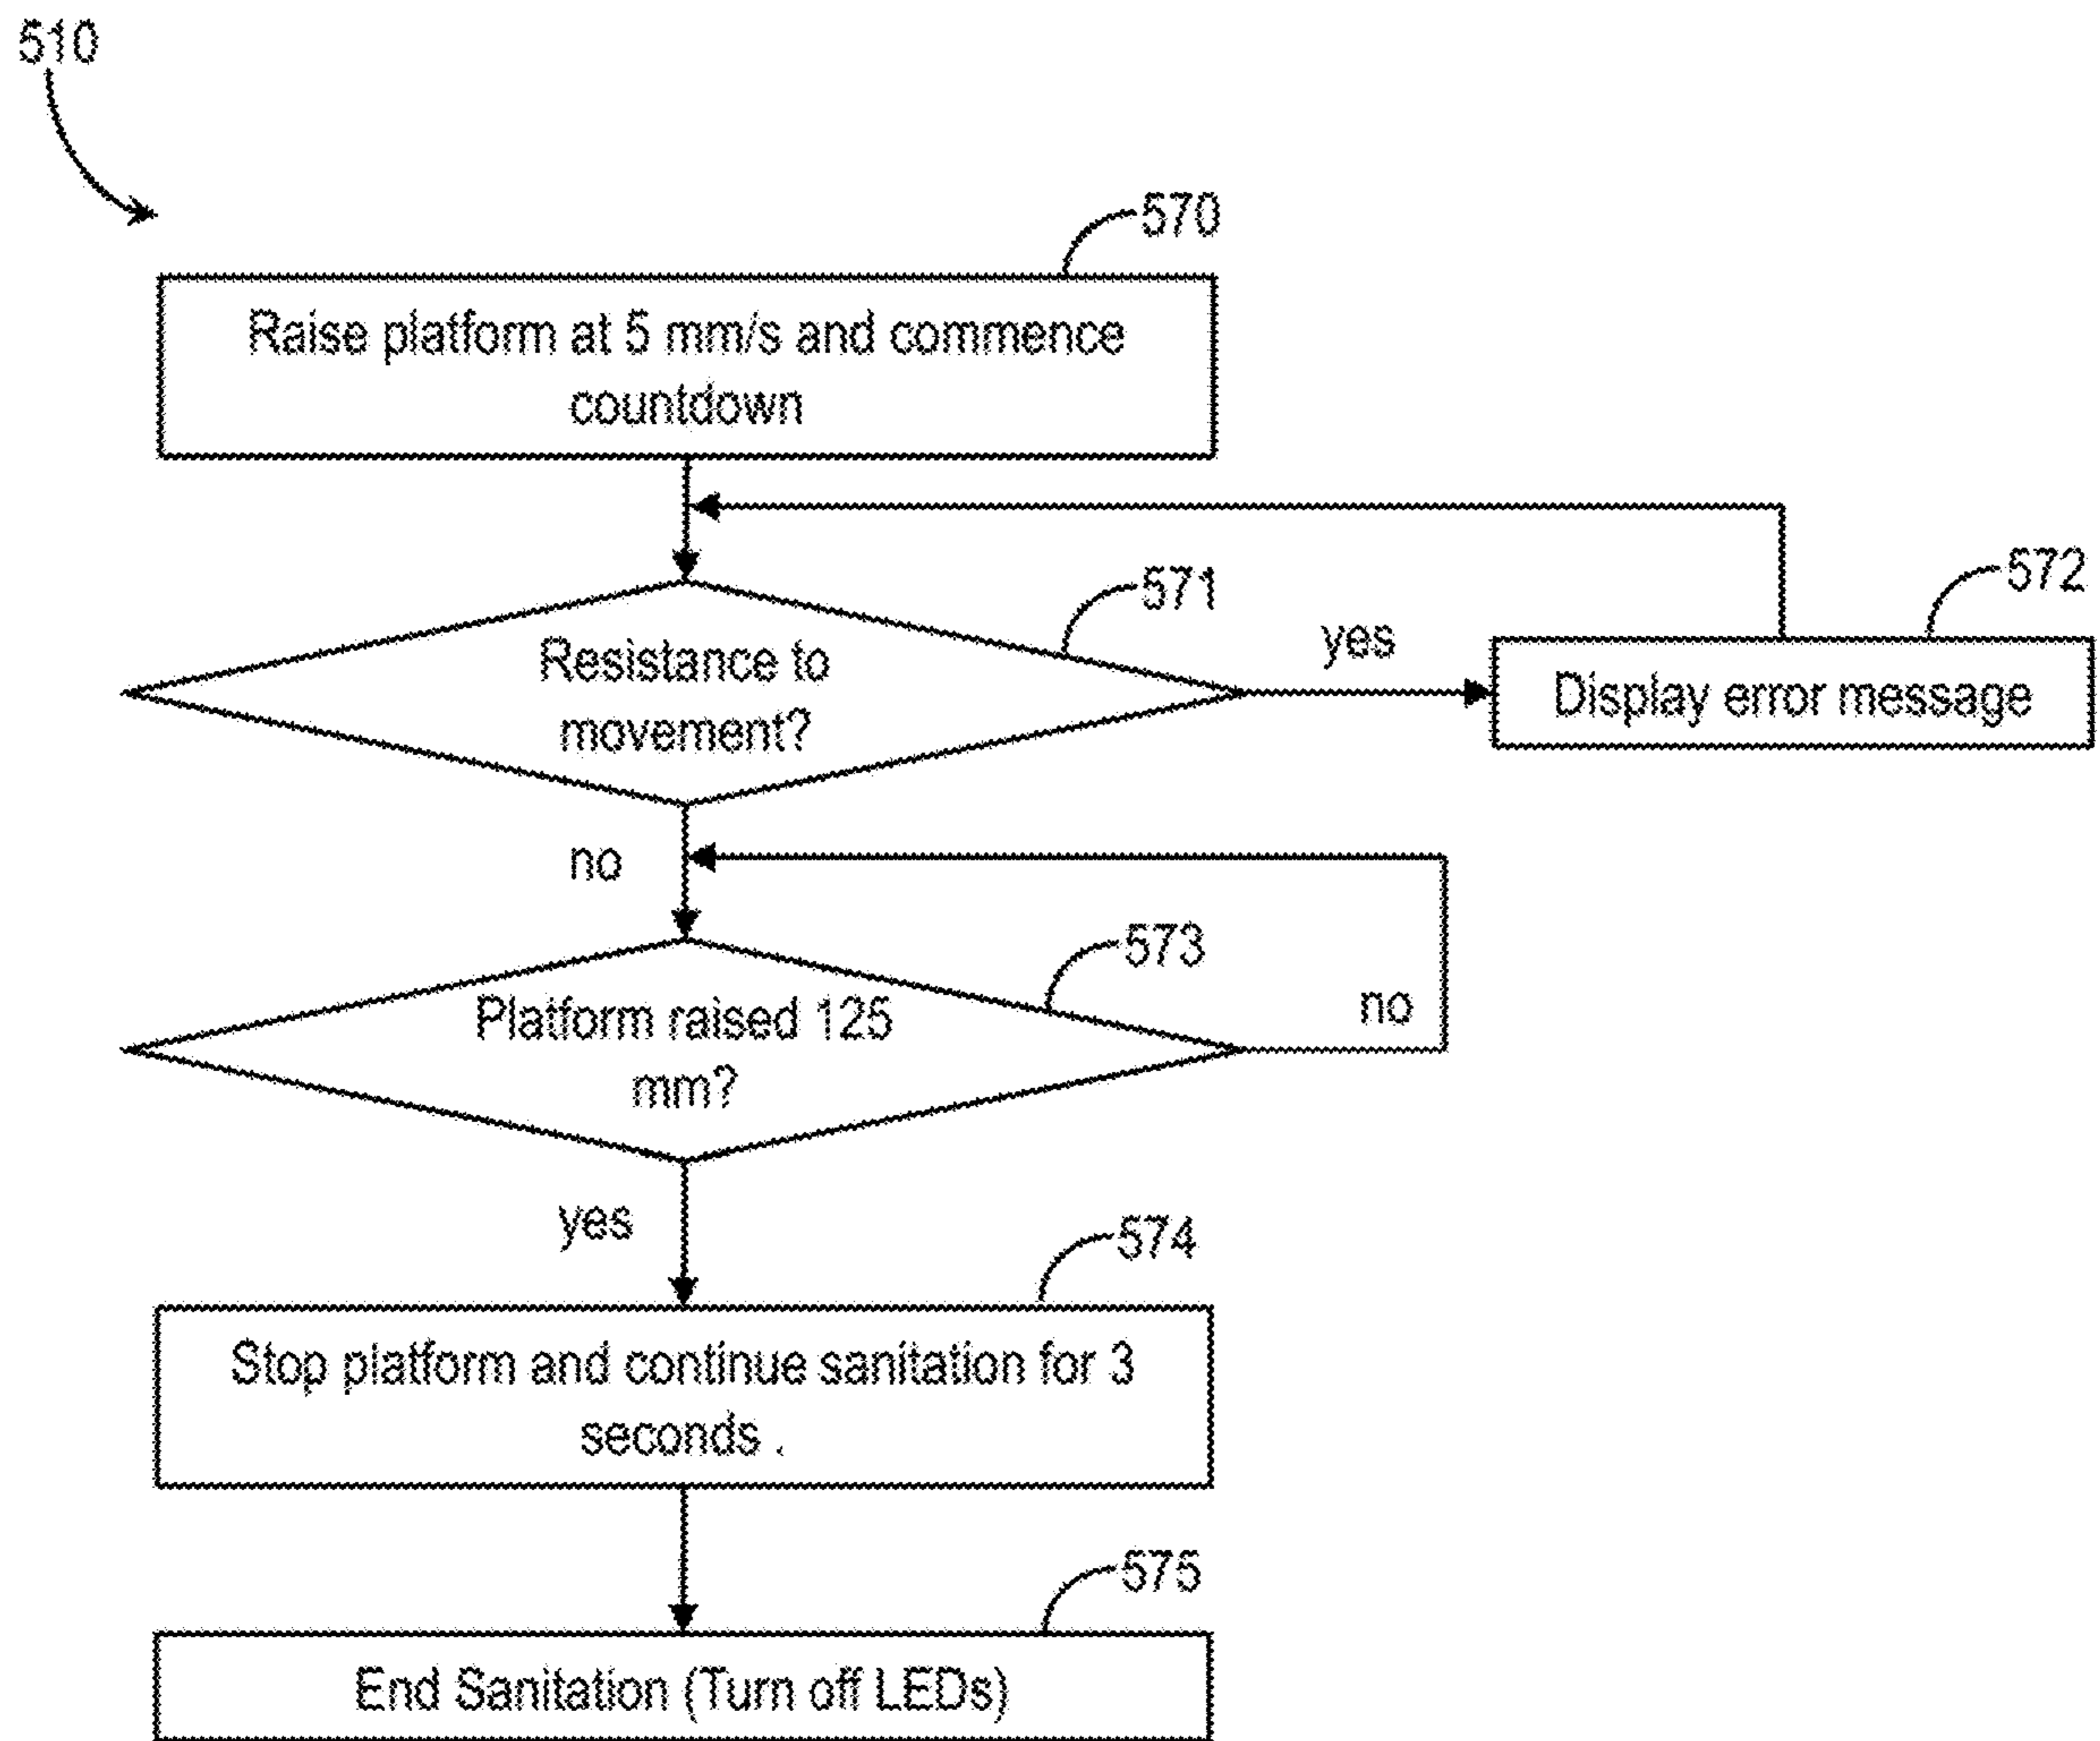 510
570
Raise platform at 5 mm/s and commence
countdown
571
572
Resistance to
movement?
yes
Display error message
no
573
Platform raised 125
mm?
no
yes
574
Stop platform and continue sanitation for 3
seconds .
575
End Sanitation (Turn off LEDs)